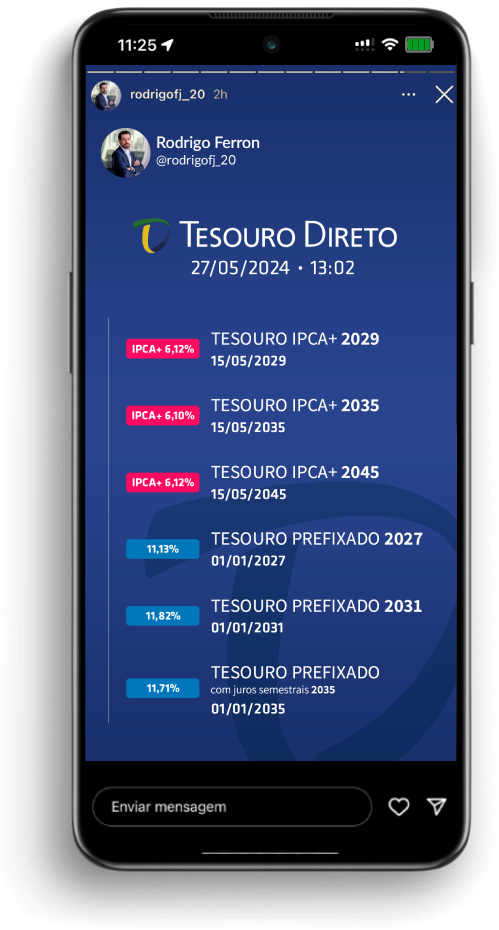 11:25
rodrigofj_20 2h
Rodrigo Ferron
@rodrigofj_20
TESOURO DIRETO
27/05/2024 • 13:02
IPCA+ 6,12%
TESOURO IPCA+ 2029
15/05/2029
IPCA+ 6,10%
TESOURO IPCA+ 2035
15/05/2035
IPCA+ 6,12%
TESOURO IPCA+ 2045
15/05/2045
11,13%
TESOURO PREFIXADO 2027
01/01/2027
11,82%
TESOURO PREFIXADO 2031
01/01/2031
11,71%
TESOURO PREFIXADO
com juros semestrais 2035
01/01/2035
Enviar mensagem